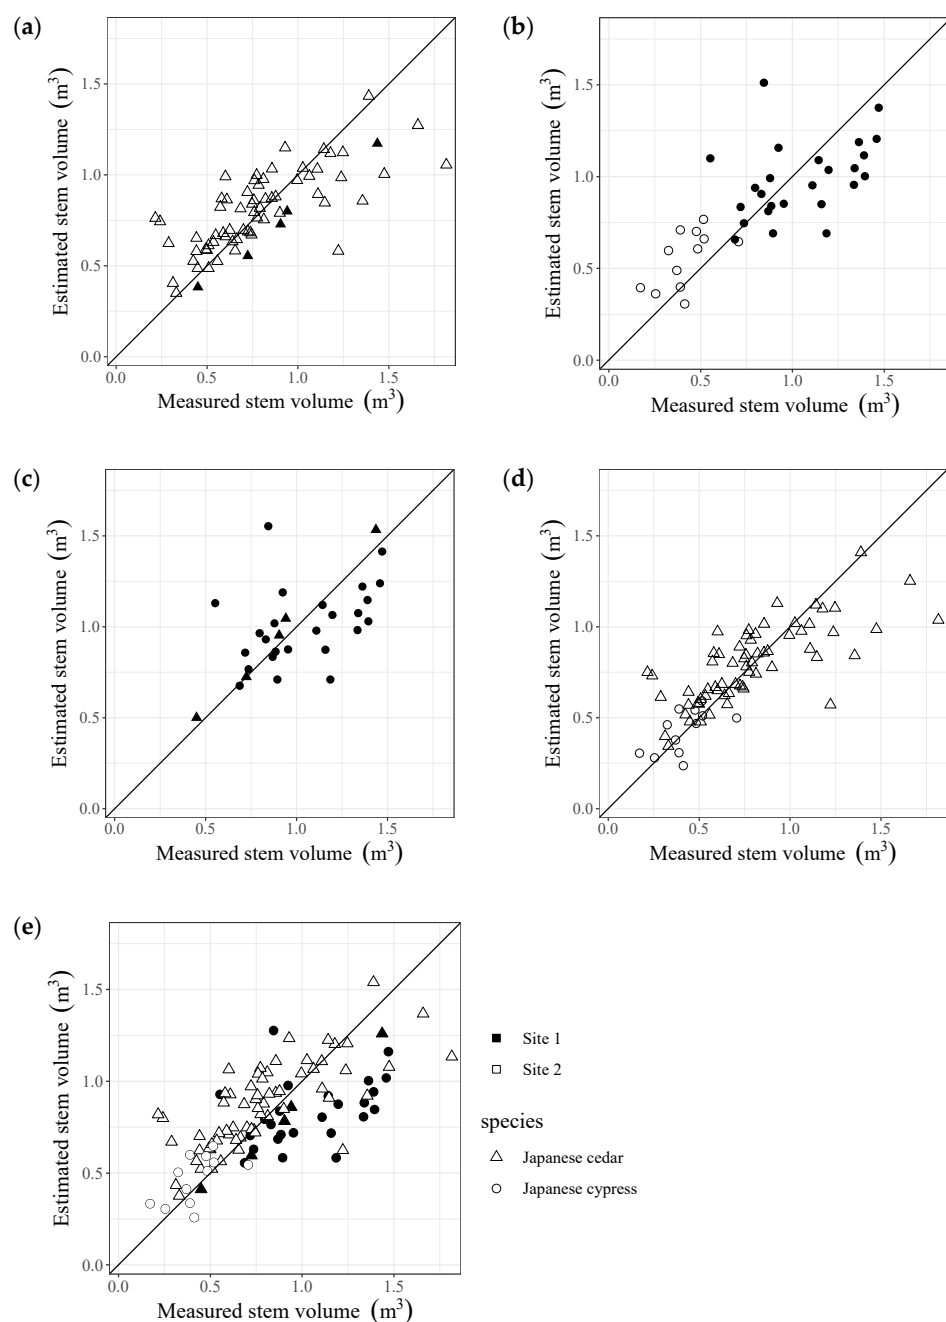 (a)
Estimated stem volume (m³)
1.5
1.0
0.5
0.0
0.0 0.5 1.0 1.5
Measured stem volume (m³)
(b)
Estimated stem volume (m³)
1.5
1.0
0.5
0.0
0.0 0.5 1.0 1.5
Measured stem volume (m³)
(c)
Estimated stem volume (m³)
1.5
1.0
0.5
0.0
0.0 0.5 1.0 1.5
Measured stem volume (m³)
(d)
Estimated stem volume (m³)
1.5
1.0
0.5
0.0
0.0 0.5 1.0 1.5
Measured stem volume (m³)
(e)
Estimated stem volume (m³)
1.5
1.0
0.5
0.0
0.0 0.5 1.0 1.5
Measured stem volume (m³)
Site 1
Site 2
species
Japanese cedar
Japanese cypress